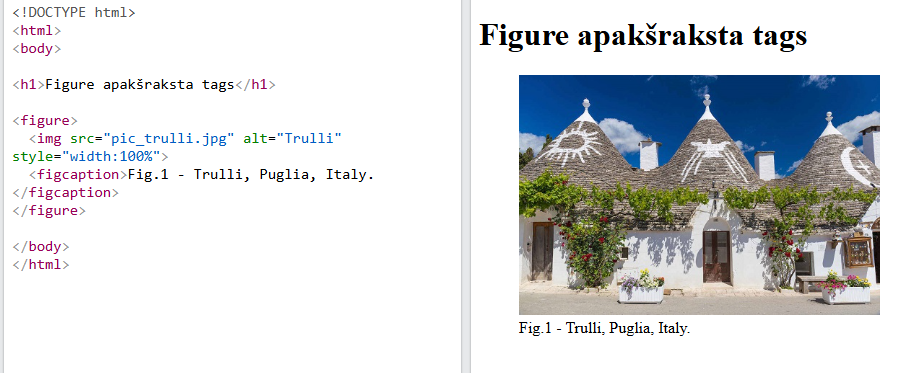 <!DOCTYPE html>
<html>
<body>
<h1>Figure apakšraksta tags</h1>
<figure>
<img src="pic_trulli.jpg" alt="Trulli"
style="width:100%">
<figcaption>Fig.1 - Trulli, Puglia, Italy.
</figcaption>
</figure>
</body>
</html>
Figure apakšraksta tags
Fig.1 - Trulli, Puglia, Italy.